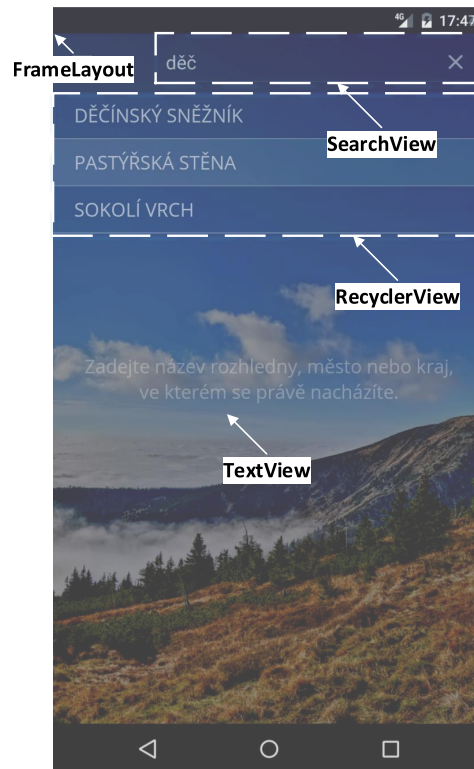 4G 17:47
FrameLayout
děč
SearchView
DĚČÍNSKÝ SNĚŽNÍK
PASTÝŘSKÁ STĚNA
SOKOLÍ VRCH
RecyclerView
Zadejte název rozhledny, město nebo kraj,
ve kterém se právě nacházíte.
TextView